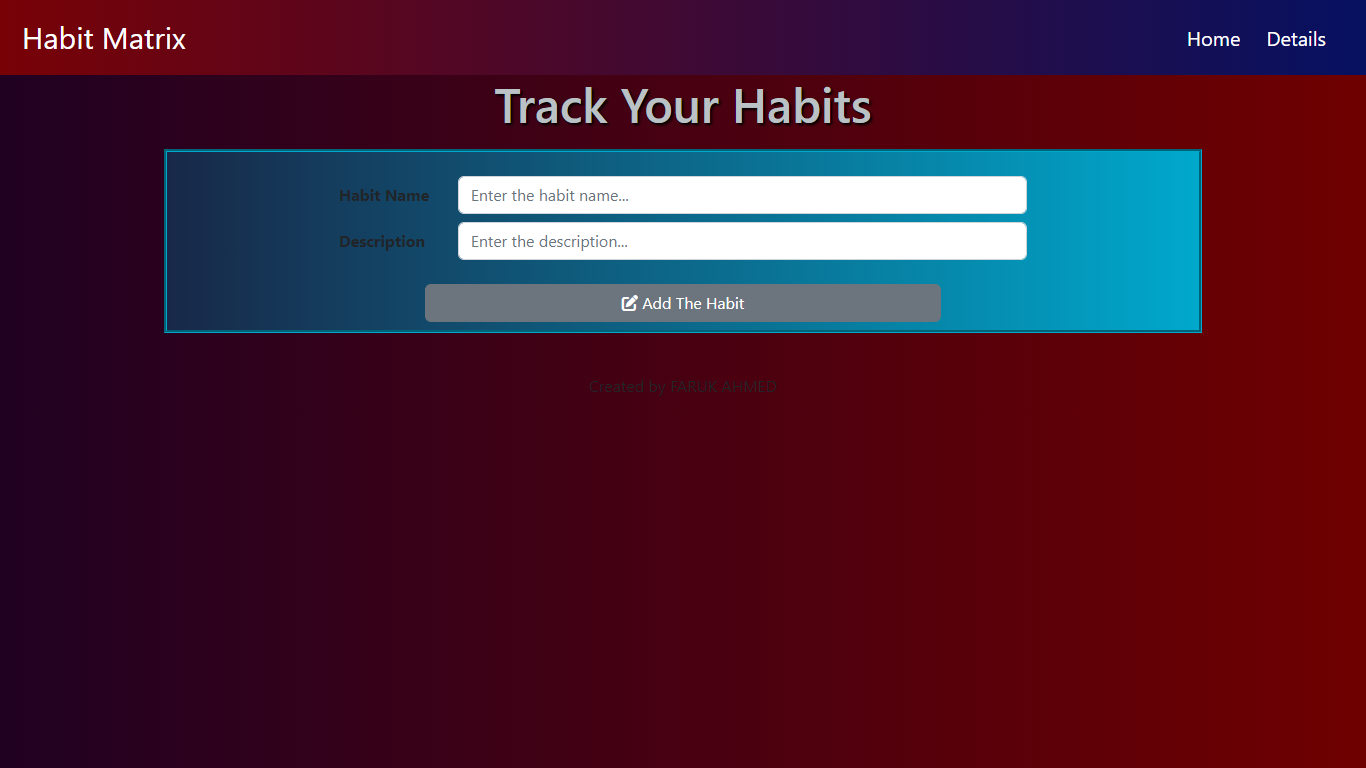 Habit Matrix
Home
Details
Track Your Habits
Habit Name
Enter the habit name...
Description
Enter the description...
Add The Habit
Created by FARUK AHMED